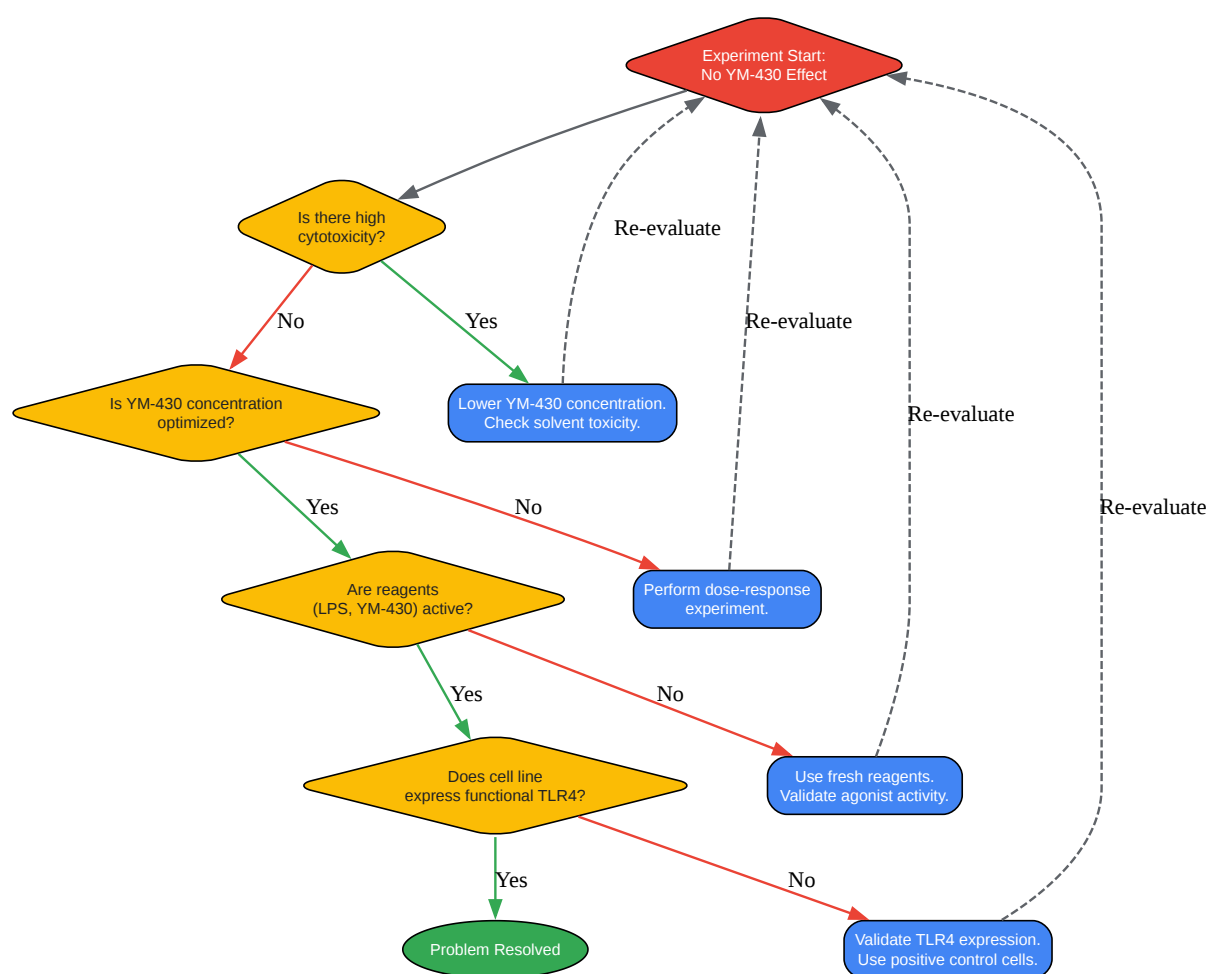 Experiment Start:
No YM-430 Effect
Is there high
cytotoxicity?
Re-evaluate
No
Yes
Re-evaluate
Is YM-430 concentration
optimized?
Lower YM-430 concentration.
Check solvent toxicity.
Re-evaluate
Yes
No
Re-evaluate
Are reagents
(LPS, YM-430) active?
Perform dose-response
experiment.
Yes
No
Does cell line
express functional TLR4?
Use fresh reagents.
Validate agonist activity.
Yes
No
Problem Resolved
Validate TLR4 expression.
Use positive control cells.